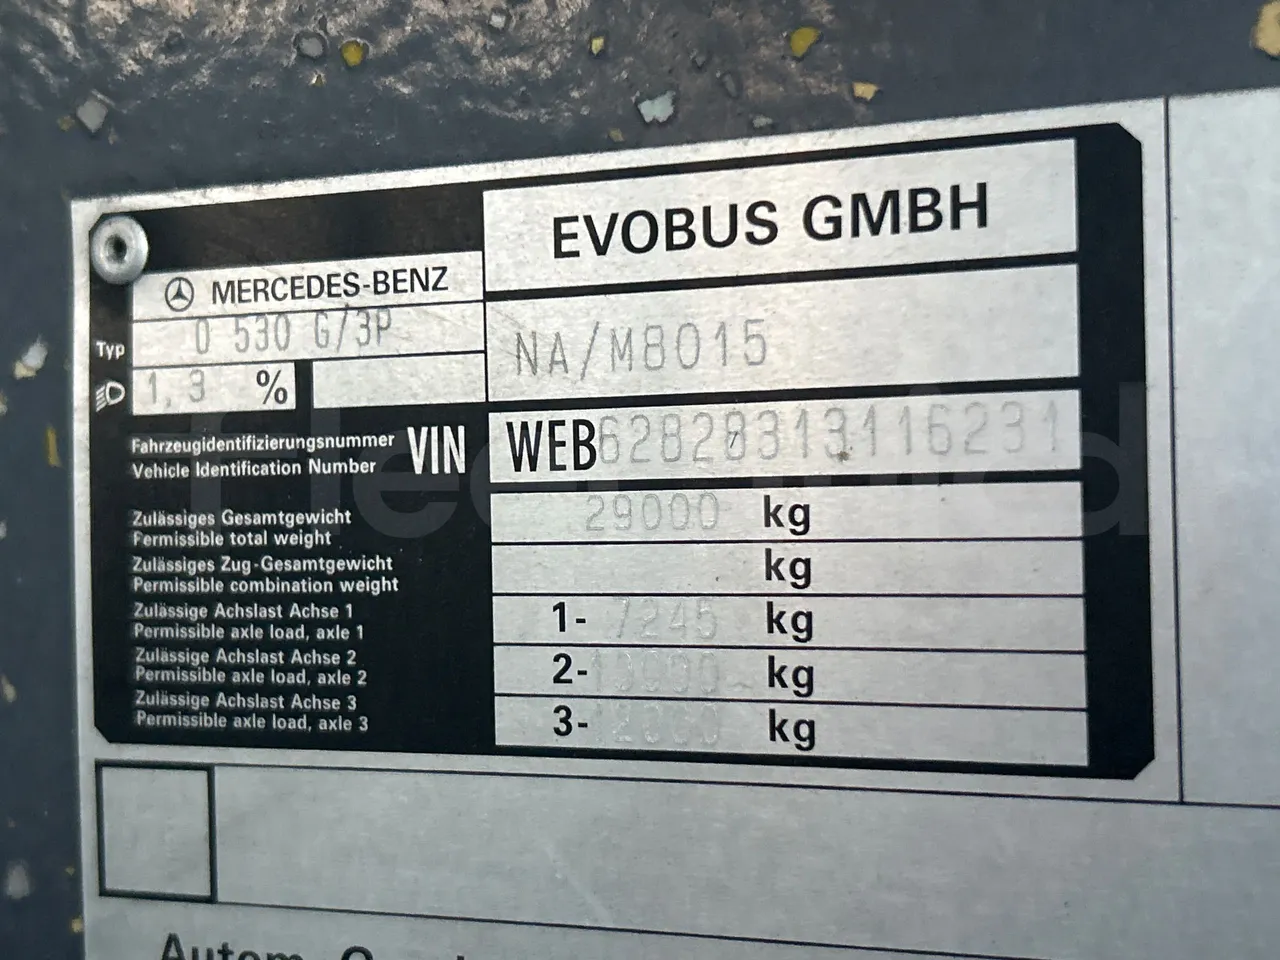 EVOBUS GMBH
MERCEDES-BENZ
Typ
O 530 G/3P
NA/M8015
1,3 %
Fahrzeugidentifizierungsnummer
Vehicle Identification Number
VIN
WEB62828313116231
Zulässiges Gesamtgewicht
Permissible total weight
29000 kg
Zulässiges Zug-Gesamtgewicht
Permissible combination weight
kg
Zulässige Achslast Achse 1
Permissible axle load, axle 1
1- 7245 kg
Zulässige Achslast Achse 2
Permissible axle load, axle 2
2- kg
Zulässige Achslast Achse 3
Permissible axle load, axle 3
3- kg
Autom.